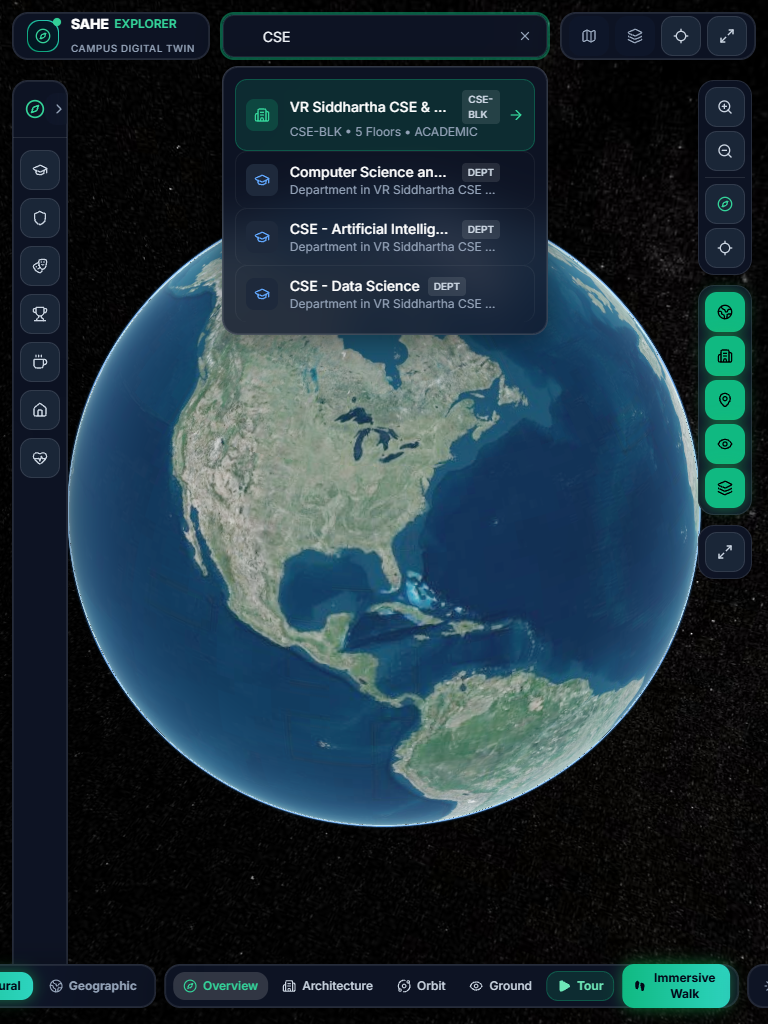 SAHE EXPLORER
CAMPUS DIGITAL TWIN
CSE
VR Siddhartha CSE & ...
CSE-
BLK
CSE-BLK • 5 Floors • ACADEMIC
Computer Science an... DEPT
Department in VR Siddhartha CSE ...
CSE - Artificial Intellig... DEPT
Department in VR Siddhartha CSE ...
CSE - Data Science DEPT
Department in VR Siddhartha CSE ...
ural Geographic Overview Architecture Orbit Ground Tour Immersive
Walk